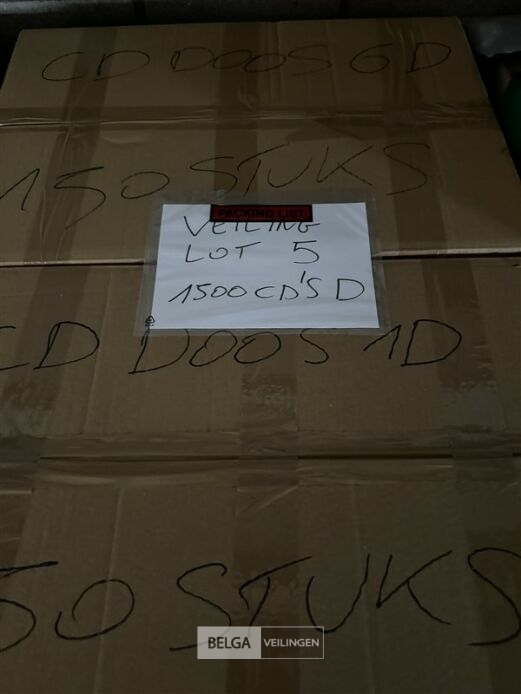 CD DOOS 6D
150 STUKS
PACKING LIST
VEILING
LOT 5
1500 CD'S D
CD DOOS 1D
50 STUKS
BELGA VEILINGEN